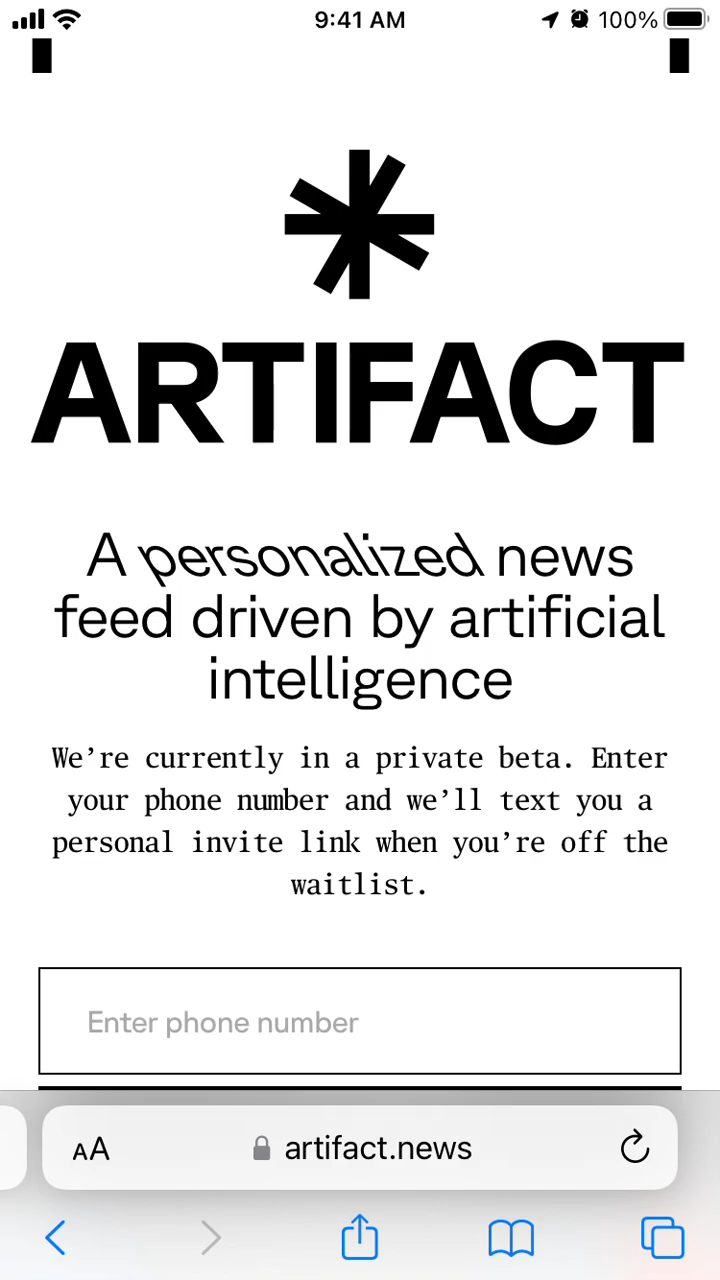 9:41 AM
100%
ARTIFACT
A personalized news
feed driven by artificial
intelligence
We’re currently in a private beta. Enter
your phone number and we’ll text you a
personal invite link when you’re off the
waitlist.
Enter phone number
AA
artifact.news